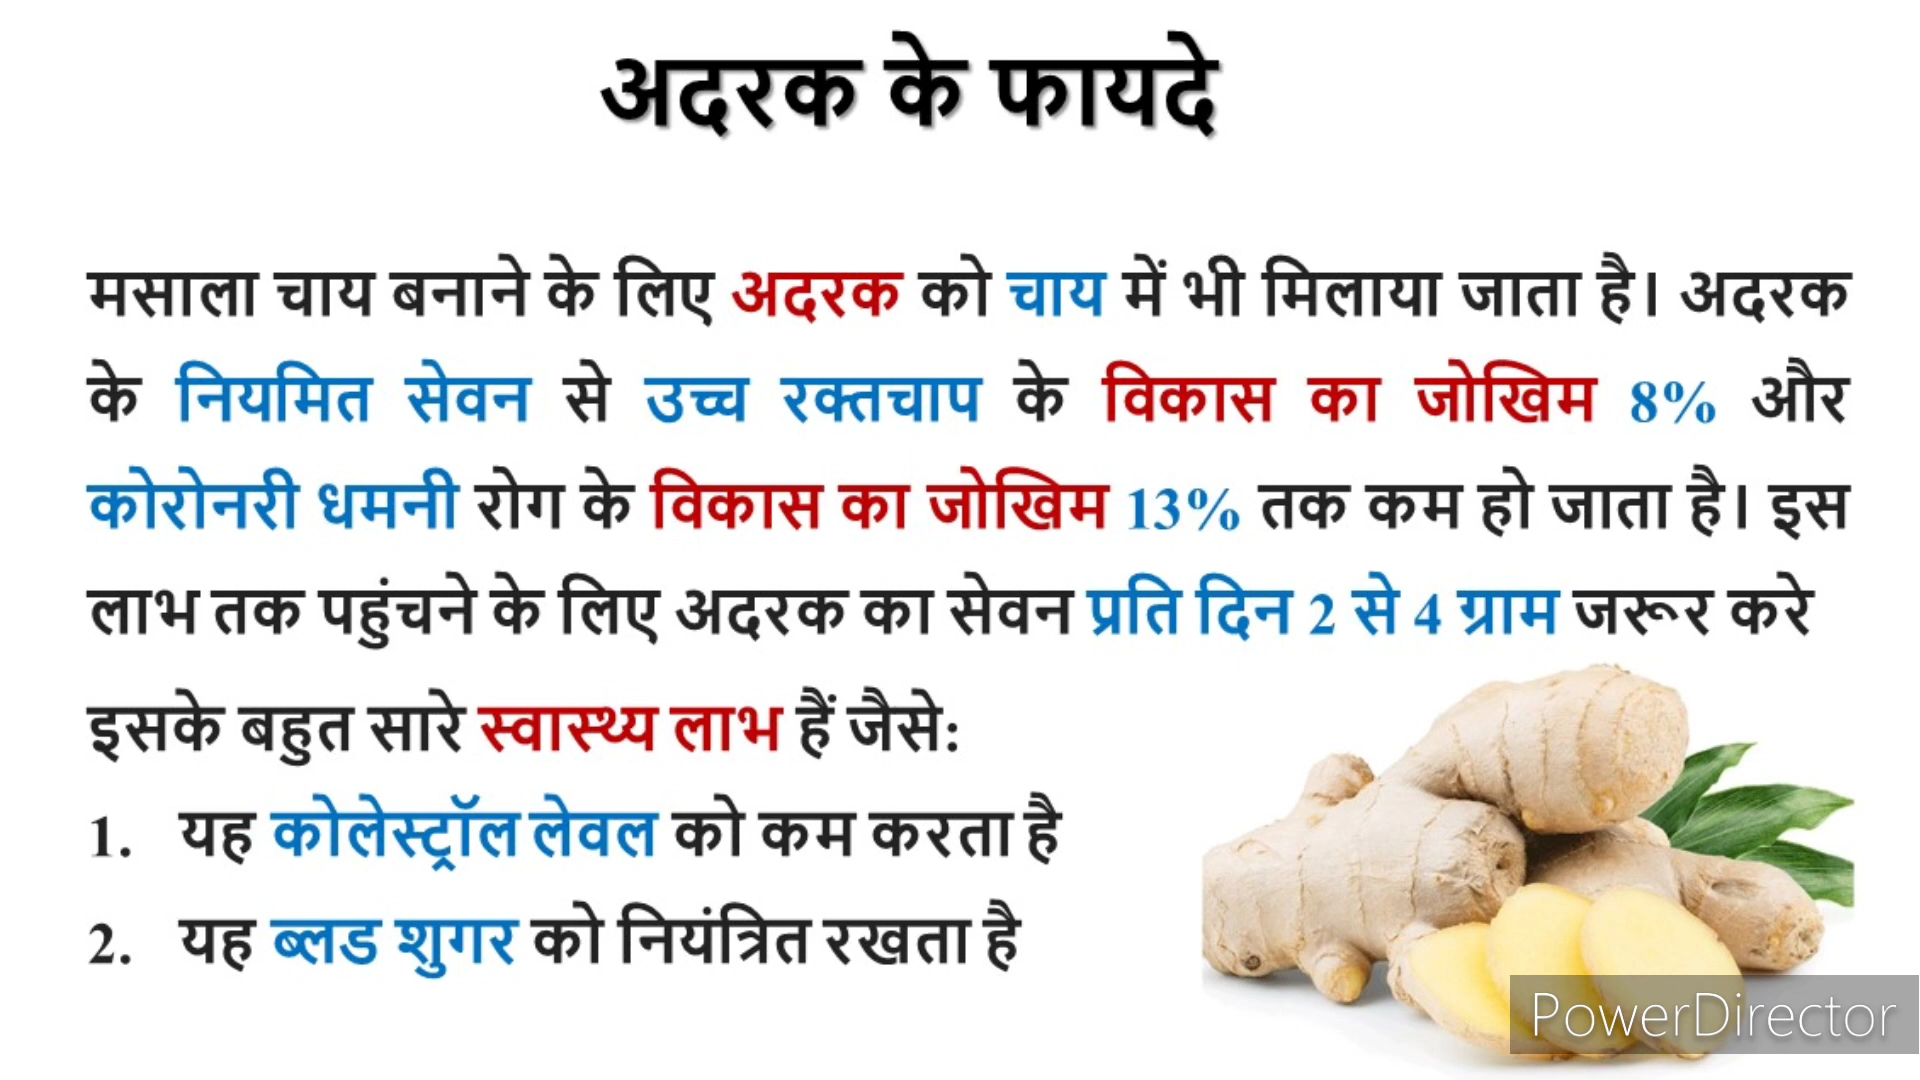 अदरक के फायदे
मसाला चाय बनाने के लिए अदरक को चाय में भी मिलाया जाता है। अदरक
के नियमित सेवन से उच्च रक्तचाप के विकास का जोखिम 8% और
कोरोनरी धमनी रोग के विकास का जोखिम 13% तक कम हो जाता है। इस
लाभ तक पहुंचने के लिए अदरक का सेवन प्रति दिन 2 से 4 ग्राम जरूर करे
इसके बहुत सारे स्वास्थ्य लाभ हैं जैसे:
1. यह कोलेस्ट्रॉल लेवल को कम करता है
2. यह ब्लड शुगर को नियंत्रित रखता है
PowerDirector